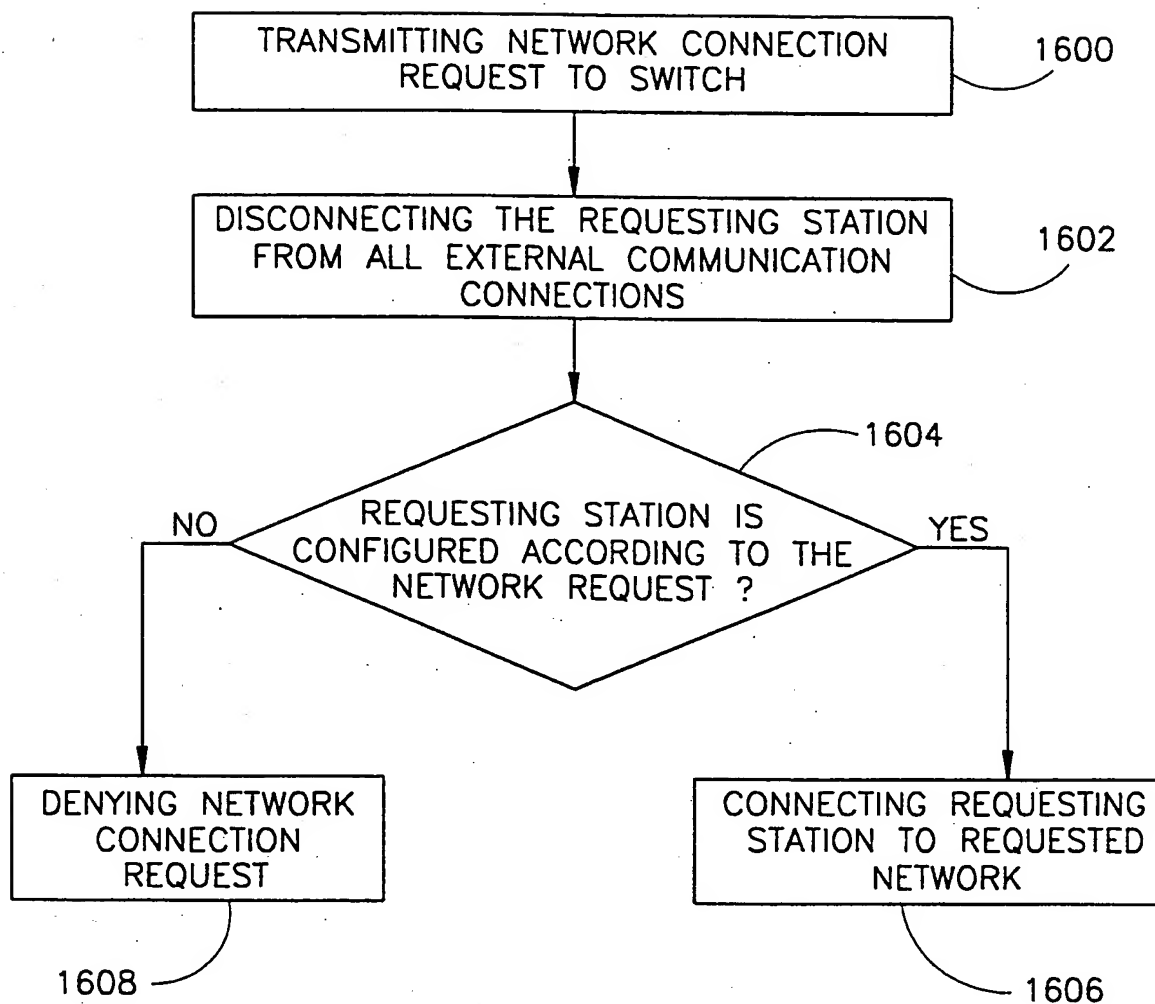 TRANSMITTING NETWORK CONNECTION
REQUEST TO SWITCH
1600
DISCONNECTING THE REQUESTING STATION
FROM ALL EXTERNAL COMMUNICATION
CONNECTIONS
1602
1604
REQUESTING STATION IS
CONFIGURED ACCORDING TO THE
NETWORK REQUEST ?
NO
YES
DENYING NETWORK
CONNECTION
REQUEST
1608
CONNECTING REQUESTING
STATION TO REQUESTED
NETWORK
1606